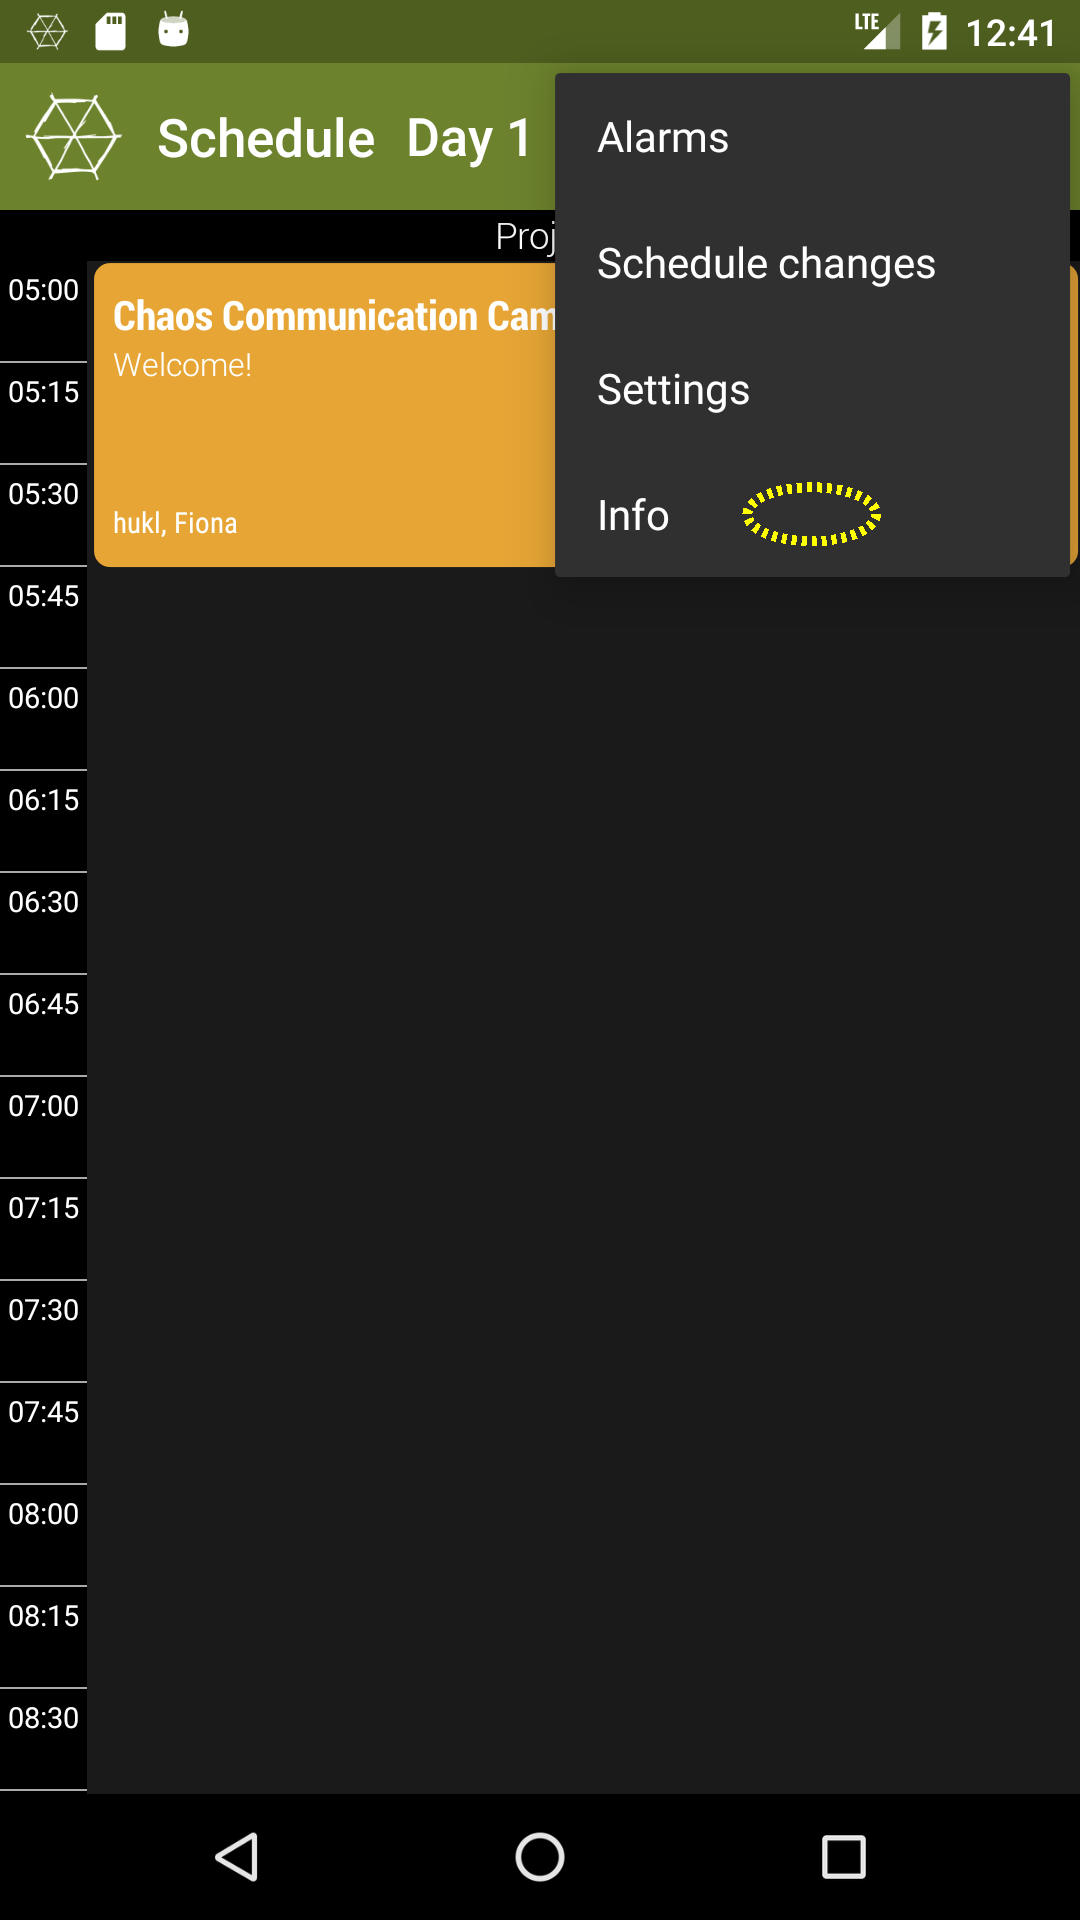 LTE 12:41
Schedule Day 1
Alarms
Schedule changes
Settings
Info
Proj
05:00
Chaos Communication Cam
Welcome!
05:15
05:30
hukl, Fiona
05:45
06:00
06:15
06:30
06:45
07:00
07:15
07:30
07:45
08:00
08:15
08:30